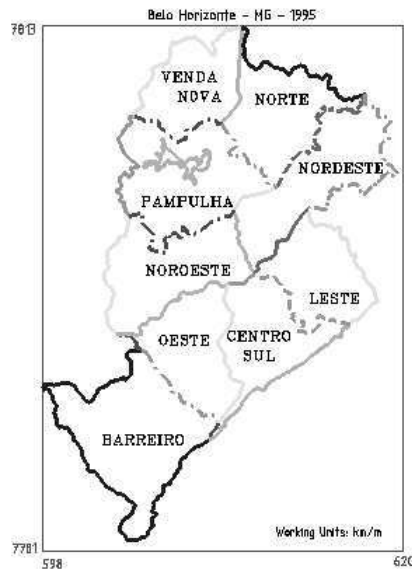 Belo Horizonte - MG - 1995
7813
VENDA
NOVA
NORTE
NORDESTE
PAMPULHA
NOROESTE
LESTE
OESTE
CENTRO
SUL
BARREIRO
Working Units: km/m
7781
598
620